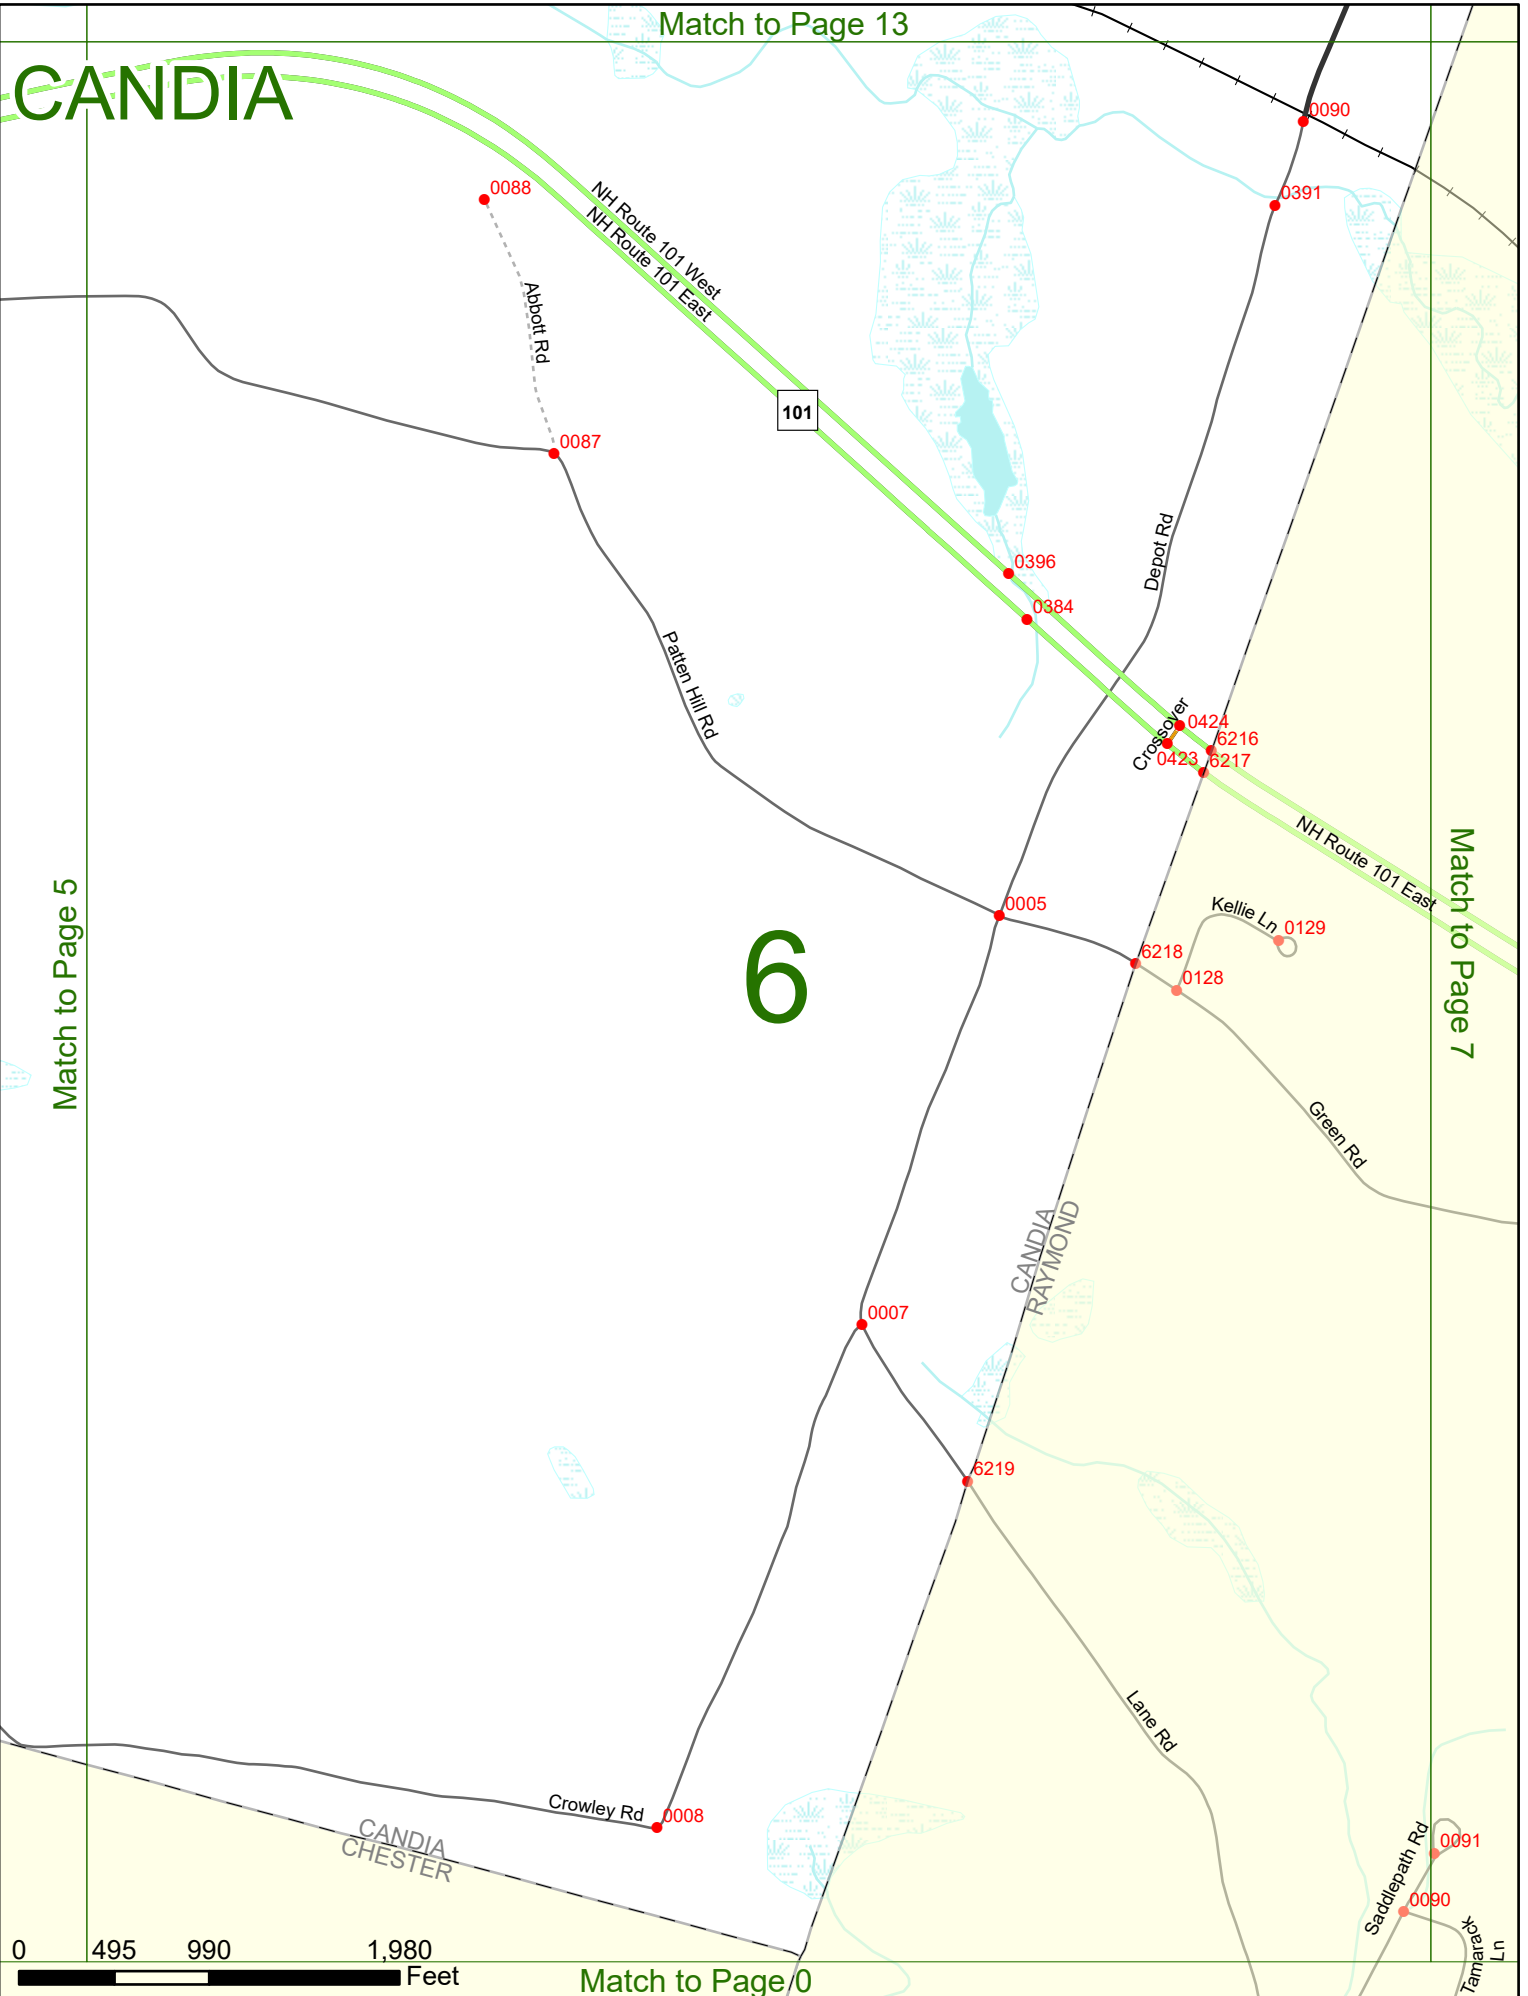 Match to Page 13
CANDIA
0090
0088
0391
NH Route 101 West
NH Route 101 East
Abbott Rd
101
0087
Depot Rd
0396
0384
Patten Hill Rd
Crossover
0424
6216
0423
6217
NH Route 101 East
Match to Page 5
Match to Page 7
0005
Kellie Ln
0129
6
6218
0128
Green Rd
CANDIA
RAYMOND
0007
6219
Lane Rd
Crowley Rd
0008
CANDIA
CHESTER
Saddlepath Rd
0091
0090
Tamarack
Ln
0 495 990 1,980
Feet
Match to Page 0